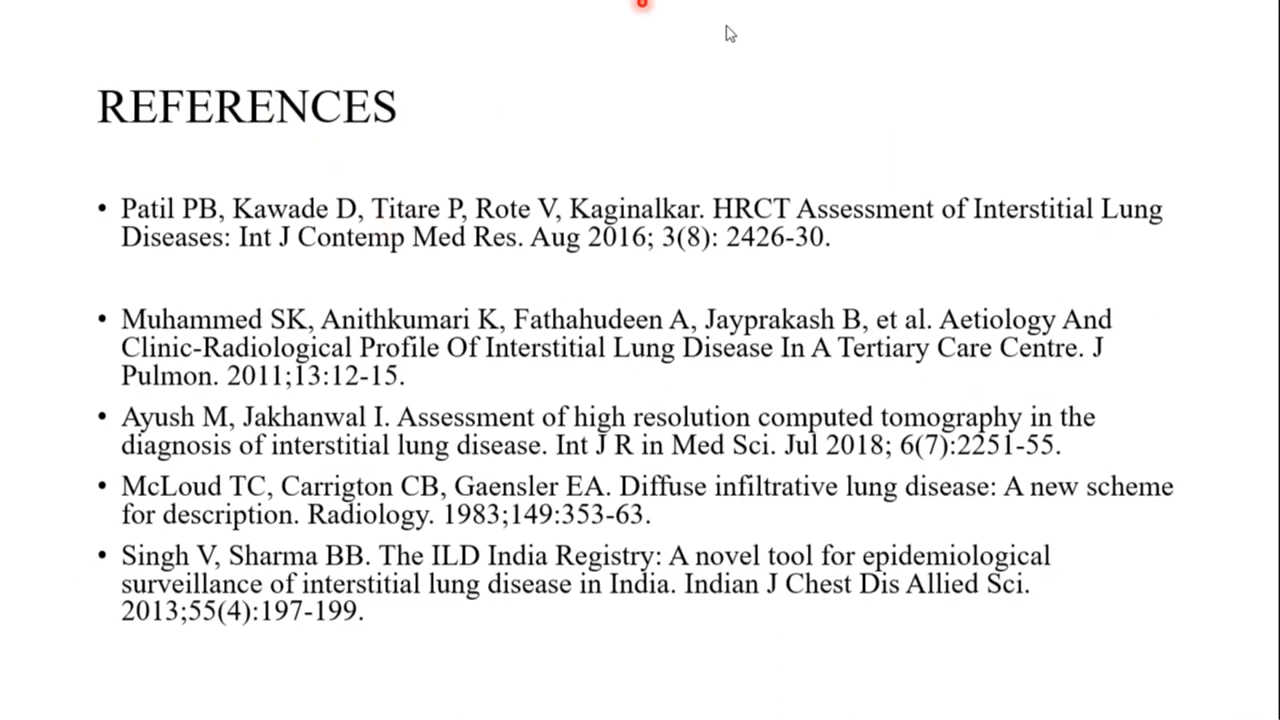 REFERENCES
• Patil PB, Kawade D, Titare P, Rote V, Kaginalkar. HRCT Assessment of Interstitial Lung
Diseases: Int J Contemp Med Res. Aug 2016; 3(8): 2426-30.
• Muhammed SK, Anithkumari K, Fathahudeen A, Jayprakash B, et al. Aetiology And
Clinic-Radiological Profile Of Interstitial Lung Disease In A Tertiary Care Centre. J
Pulmon. 2011;13:12-15.
• Ayush M, Jakhanwal I. Assessment of high resolution computed tomography in the
diagnosis of interstitial lung disease. Int J R in Med Sci. Jul 2018; 6(7):2251-55.
• McLoud TC, Carrigton CB, Gaensler EA. Diffuse infiltrative lung disease: A new scheme
for description. Radiology. 1983;149:353-63.
• Singh V, Sharma BB. The ILD India Registry: A novel tool for epidemiological
surveillance of interstitial lung disease in India. Indian J Chest Dis Allied Sci.
2013;55(4):197-199.